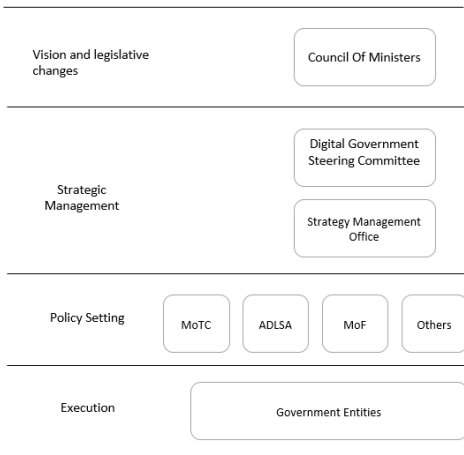 Vision and legislative
changes
Council Of Ministers
Digital Government
Steering Committee
Strategic
Management
Strategy Management
Office
Policy Setting
MoTC
ADLSA
MoF
Others
Execution
Government Entities